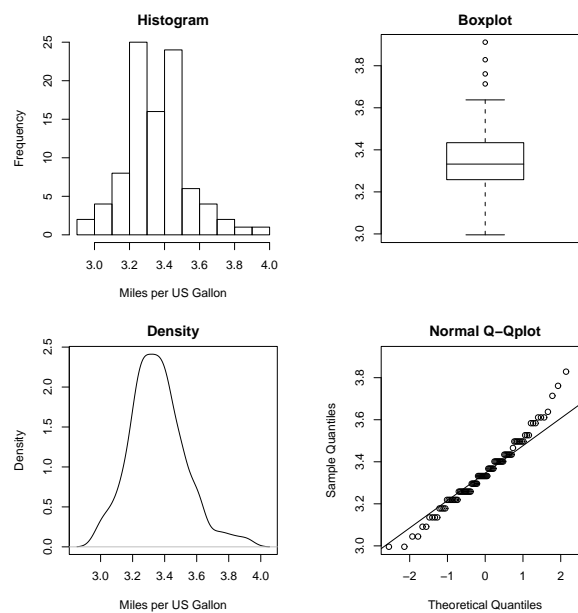 Histogram
Frequency
0 5 10 15 20 25
3.0 3.2 3.4 3.6 3.8 4.0
Miles per US Gallon
Boxplot
3.0 3.2 3.4 3.6 3.8
Density
Density
0.0 0.5 1.0 1.5 2.0 2.5
3.0 3.2 3.4 3.6 3.8 4.0
Miles per US Gallon
Normal Q−Qplot
Sample Quantiles
3.0 3.2 3.4 3.6 3.8
−2 −1 0 1 2
Theoretical Quantiles